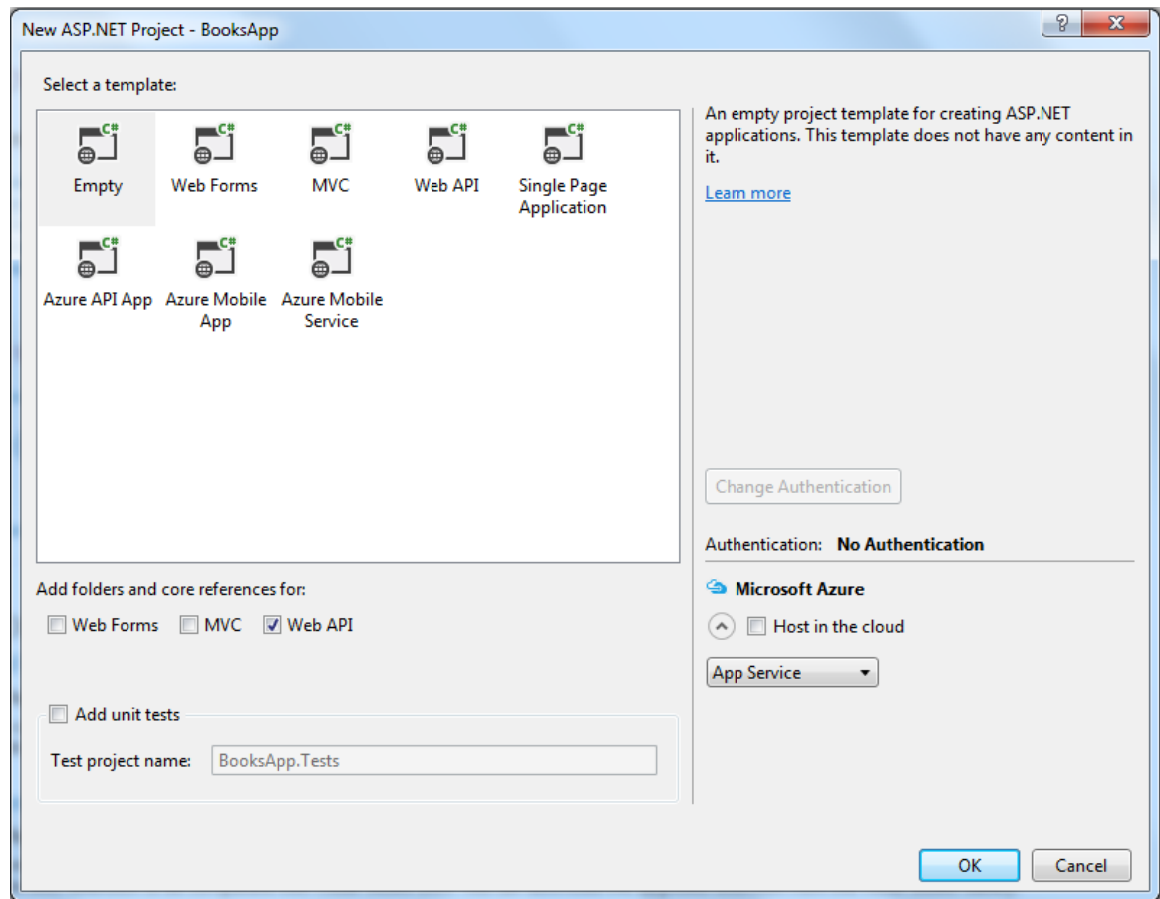 New ASP.NET Project - BooksApp
?
X
Select a template:
C# C# C# C# C#
Empty Web Forms MVC Web API Single Page
Application
C# C# C#
Azure API App Azure Mobile Azure Mobile
App Service
An empty project template for creating ASP.NET
applications. This template does not have any content in
it.
Learn more
Change Authentication
Authentication: No Authentication
Add folders and core references for:
Web Forms MVC Web API
Microsoft Azure
Host in the cloud
App Service
Add unit tests
Test project name: BooksApp.Tests
OK Cancel